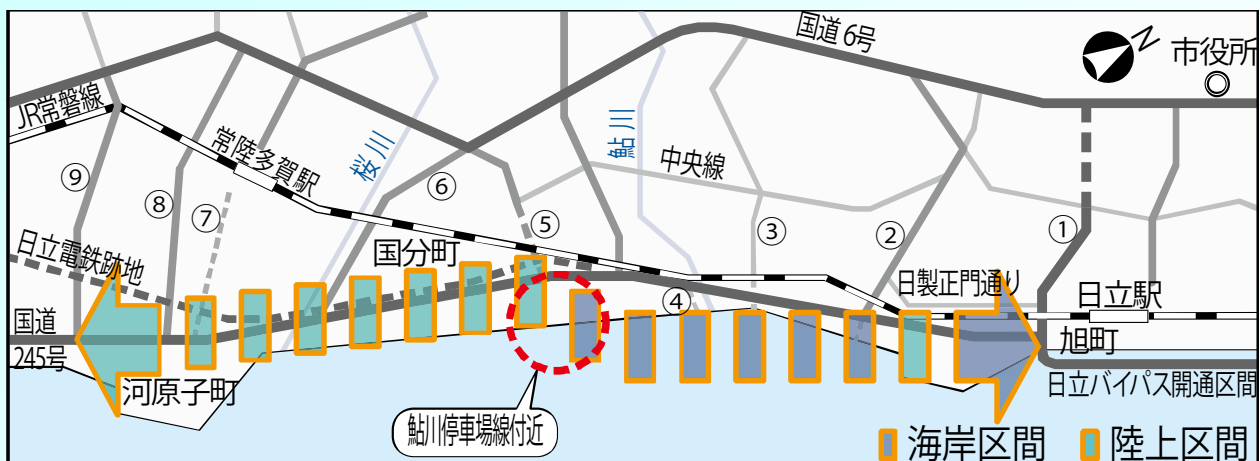 国道6号
N
市役所
JR常磐線
常陸多賀駅
桜川
鮎川
中央線
⑨
⑧
⑦
⑥
⑤
③
②
①
日立電鉄跡地
国分町
④
日製正門通り
日立駅
国道
245号
旭町
河原子町
日立バイパス開通区間
鮎川停車場線付近
海岸区間
陸上区間